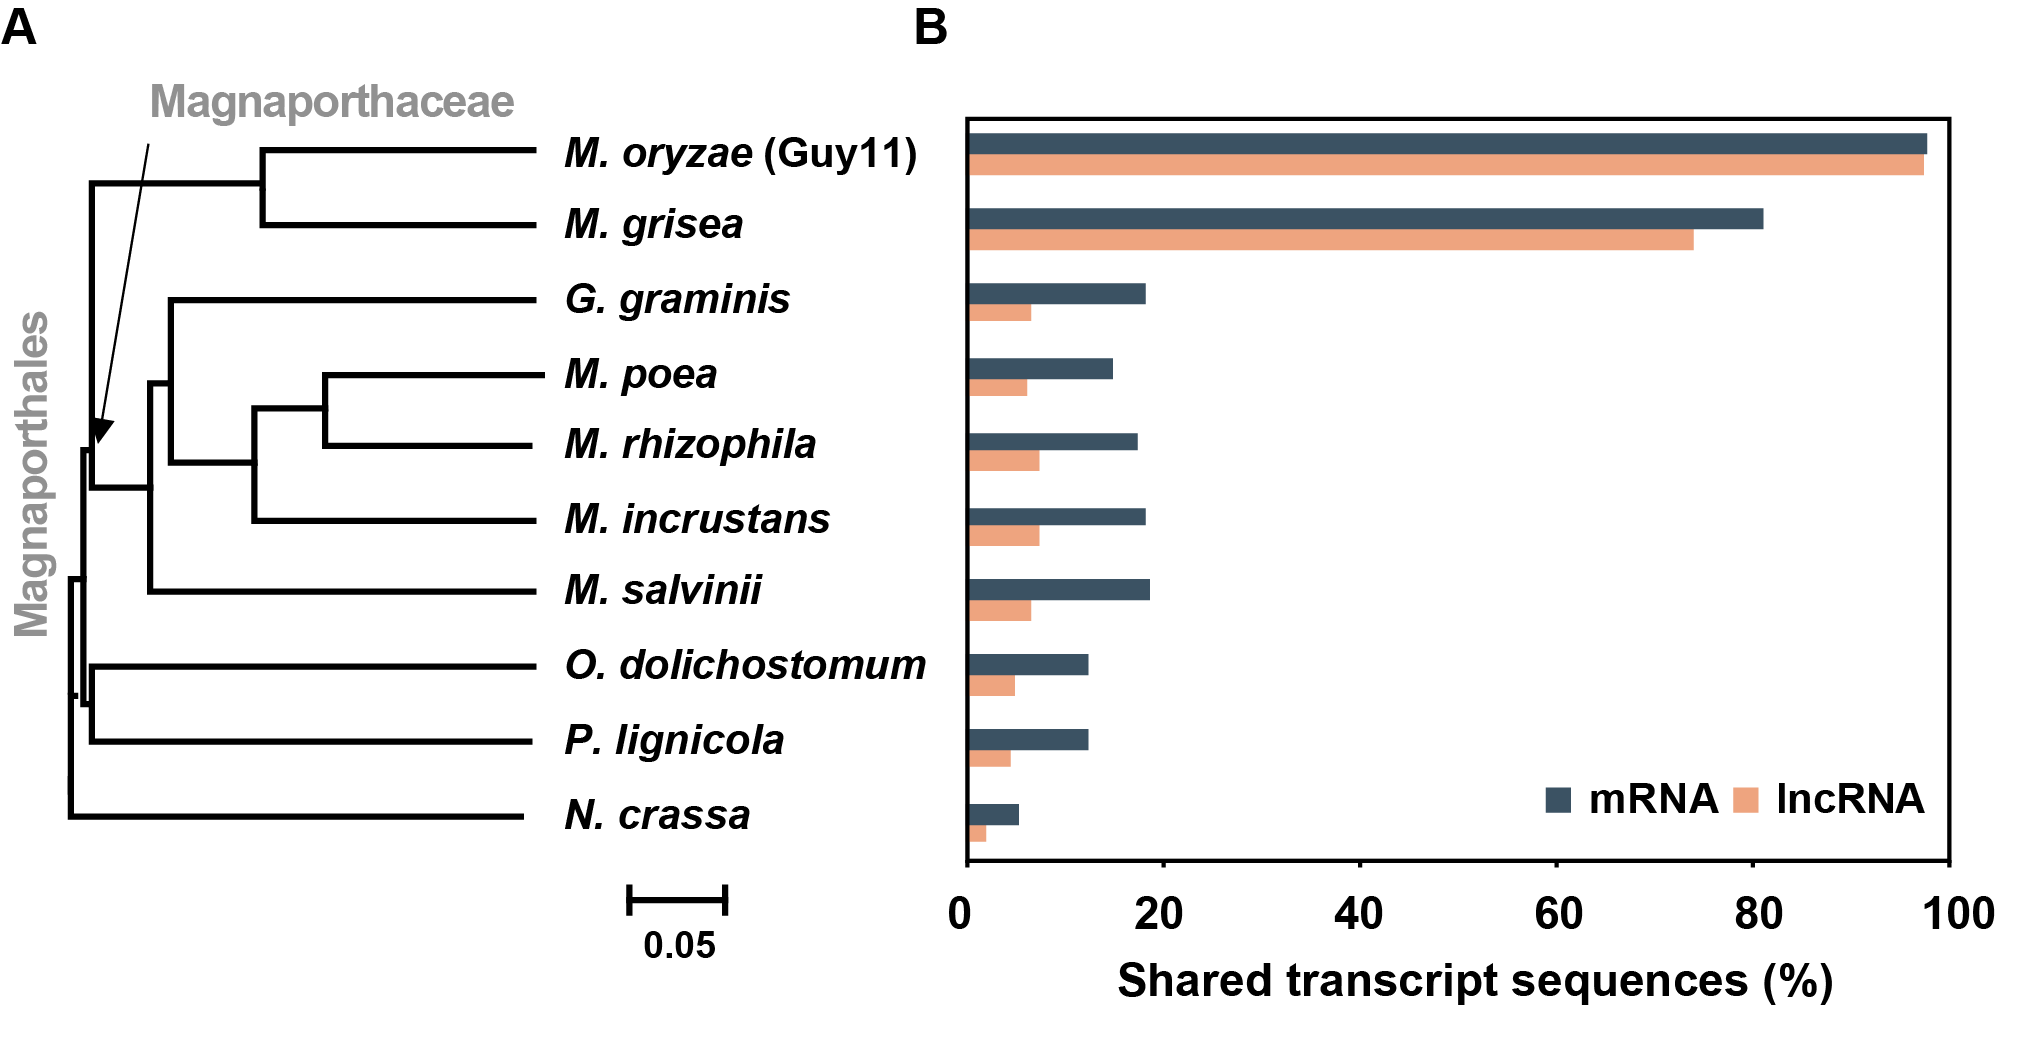 A
B
Magnaporthaceae
Magnaporthales
M. oryzae (Guy11)
M. grisea
G. graminis
M. poea
M. rhizophila
M. incrustans
M. salvinii
O. dolichostomum
P. lignicola
N. crassa
0.05
mRNA lncRNA
0 20 40 60 80 100
Shared transcript sequences (%)